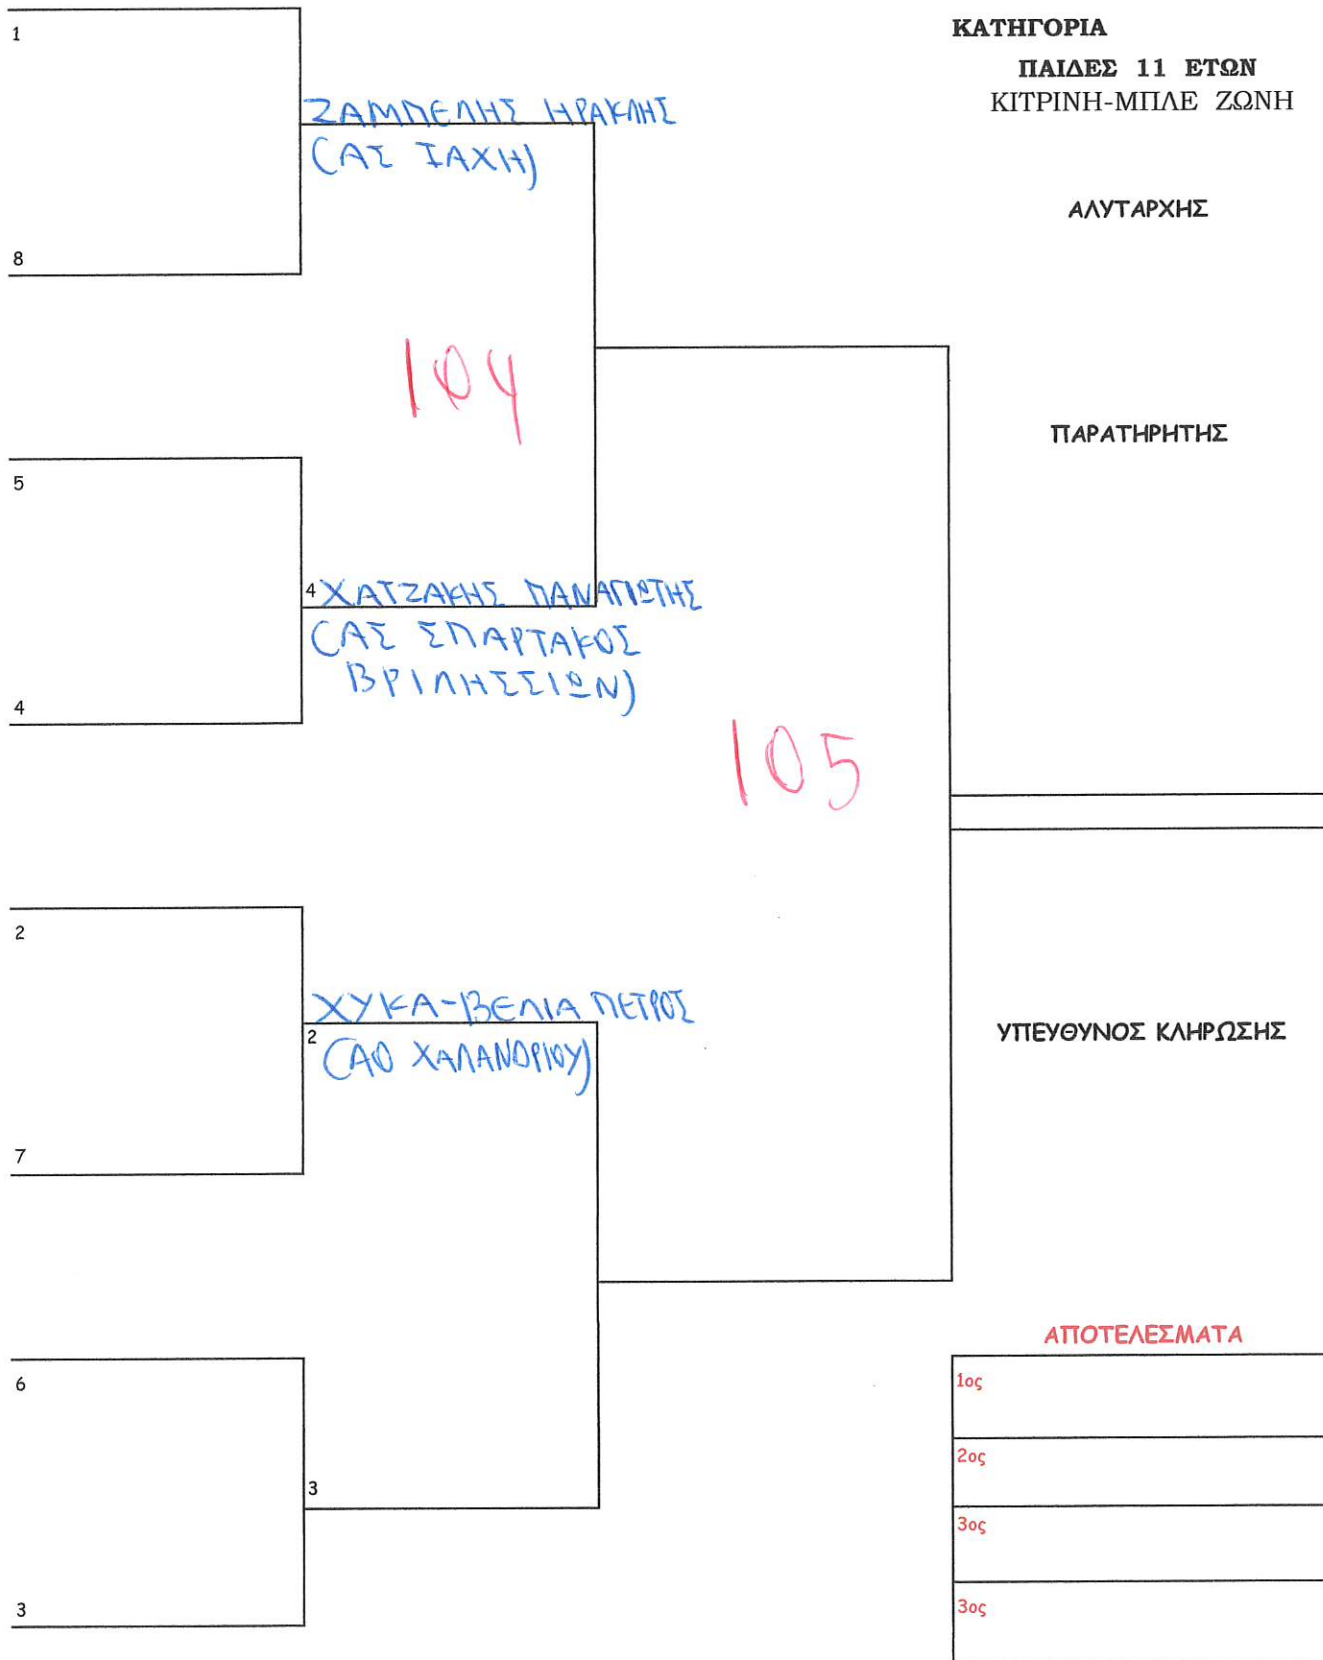 ΚΑΤΗΓΟΡΙΑ
ΠΑΙΔΕΣ 11 ΕΤΩΝ
ΚΙΤΡΙΝΗ-ΜΠΛΕ ΖΩΝΗ
1
ΖΑΜΠΕΛΗΣ ΗΡΑΚΛΗΣ
(ΑΣ ΙΑΧΗ)
ΑΛΥΤΑΡΧΗΣ
8
104
ΠΑΡΑΤΗΡΗΤΗΣ
5
4 ΧΑΤΖΑΚΗΣ ΠΑΝΑΓΙΩΤΗΣ
(ΑΣ ΣΠΑΡΤΑΚΟΣ
ΒΡΙΛΗΣΣΙΩΝ)
4
105
2
ΧΥΚΑ-ΒΕΛΙΑ ΠΕΤΡΟΣ
2
(ΑΟ ΧΑΛΑΝΔΡΙΟΥ)
ΥΠΕΥΘΥΝΟΣ ΚΛΗΡΩΣΗΣ
7
ΑΠΟΤΕΛΕΣΜΑΤΑ
6
1ος
2ος
3
3ος
3
3ος